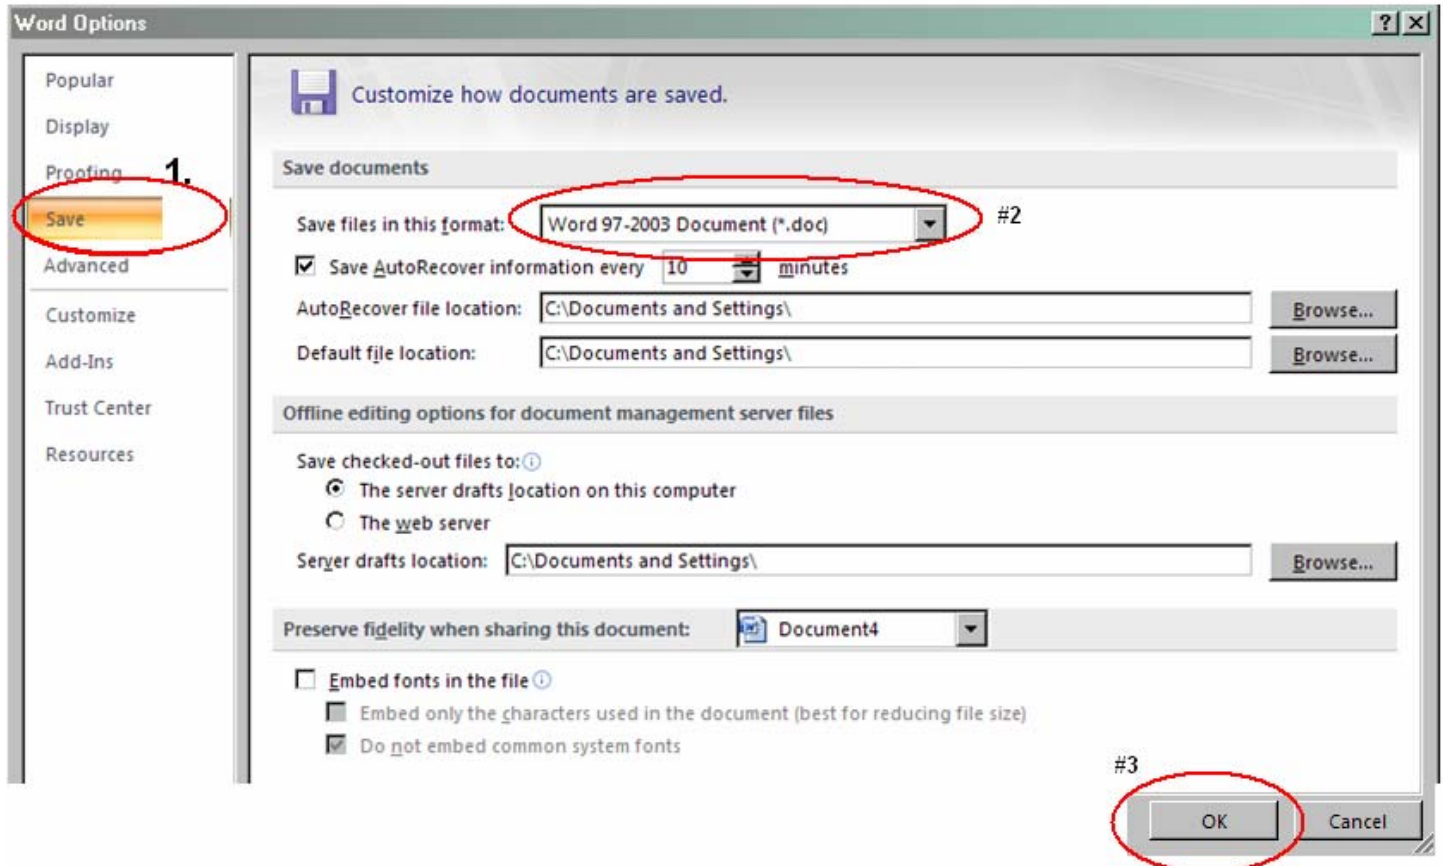 Word Options
Popular
Display
Proofing
1.
Save
Advanced
Customize
Add-Ins
Trust Center
Resources
Customize how documents are saved.
Save documents
Save files in this format: Word 97-2003 Document (*.doc) #2
Save AutoRecover information every 10 minutes
AutoRecover file location: C:\Documents and Settings\ Browse...
Default file location: C:\Documents and Settings\ Browse...
Offline editing options for document management server files
Save checked-out files to:
The server drafts location on this computer
The web server
Server drafts location: C:\Documents and Settings\ Browse...
Preserve fidelity when sharing this document: Document4
Embed fonts in the file
Embed only the characters used in the document (best for reducing file size)
Do not embed common system fonts
#3
OK Cancel